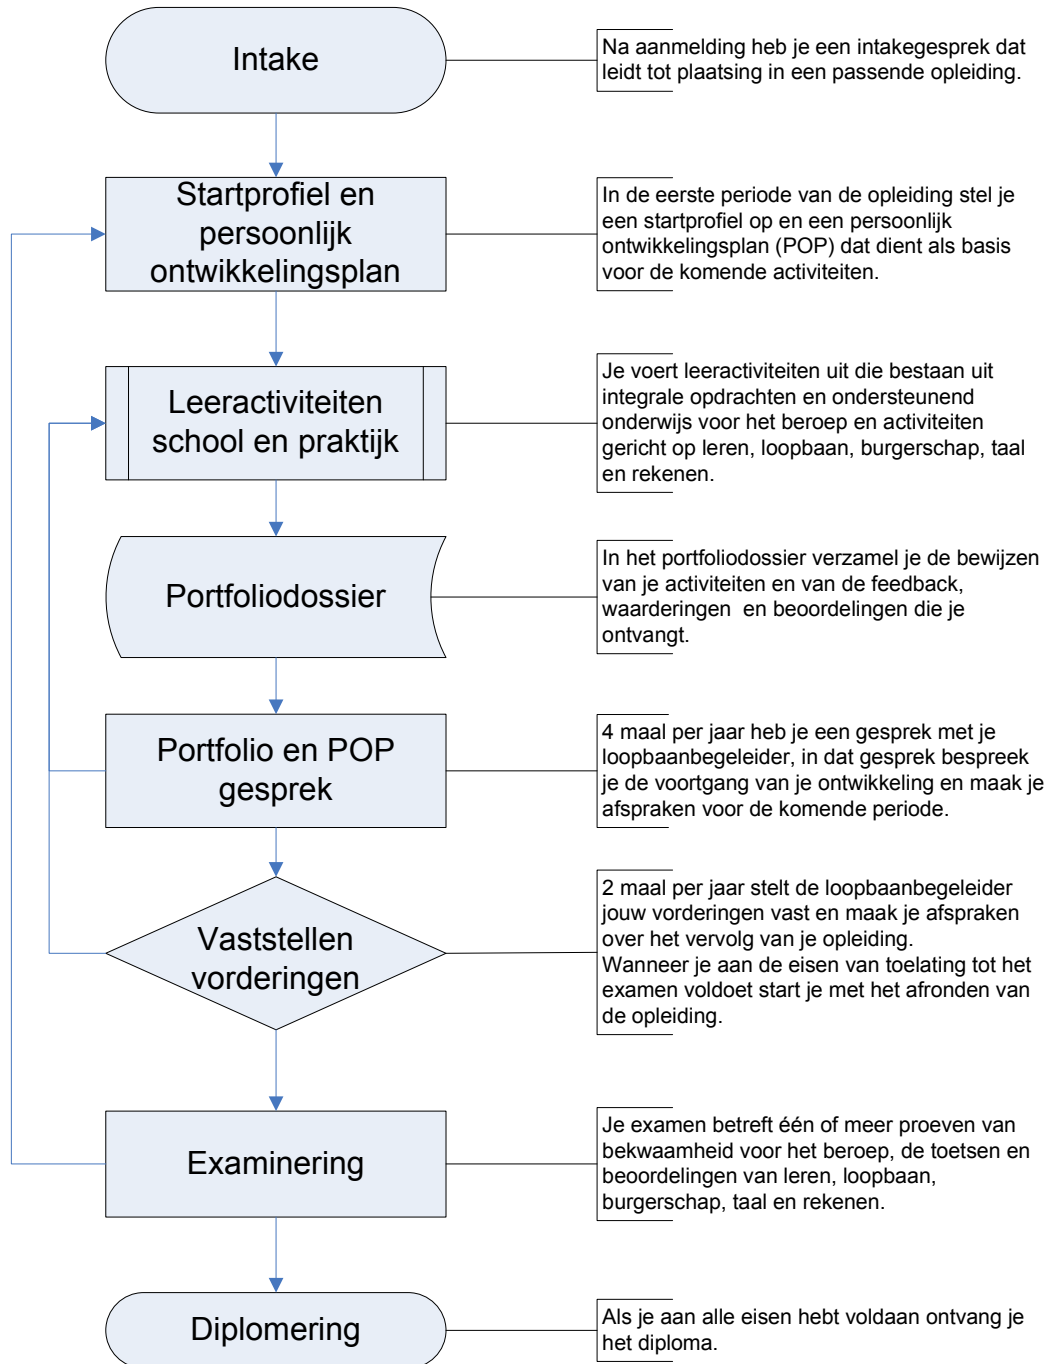 Intake
Na aanmelding heb je een intakegesprek dat
leidt tot plaatsing in een passende opleiding.
Startprofiel en
persoonlijk
ontwikkelingsplan
In de eerste periode van de opleiding stel je
een startprofiel op en een persoonlijk
ontwikkelingsplan (POP) dat dient als basis
voor de komende activiteiten.
Leeractiviteiten
school en praktijk
Je voert leeractiviteiten uit die bestaan uit
integrale opdrachten en ondersteunend
onderwijs voor het beroep en activiteiten
gericht op leren, loopbaan, burgerschap, taal
en rekenen.
Portfoliodossier
In het portfoliodossier verzamel je de bewijzen
van je activiteiten en van de feedback,
waarderingen  en beoordelingen die je
ontvangt.
Portfolio en POP
gesprek
4 maal per jaar heb je een gesprek met je
loopbaanbegeleider, in dat gesprek bespreek
je de voortgang van je ontwikkeling en maak je
afspraken voor de komende periode.
Vaststellen
vorderingen
2 maal per jaar stelt de loopbaanbegeleider
jouw vorderingen vast en maak je afspraken
over het vervolg van je opleiding.
Wanneer je aan de eisen van toelating tot het
examen voldoet start je met het afronden van
de opleiding.
Examinering
Je examen betreft één of meer proeven van
bekwaamheid voor het beroep, de toetsen en
beoordelingen van leren, loopbaan,
burgerschap, taal en rekenen.
Diplomering
Als je aan alle eisen hebt voldaan ontvang je
het diploma.